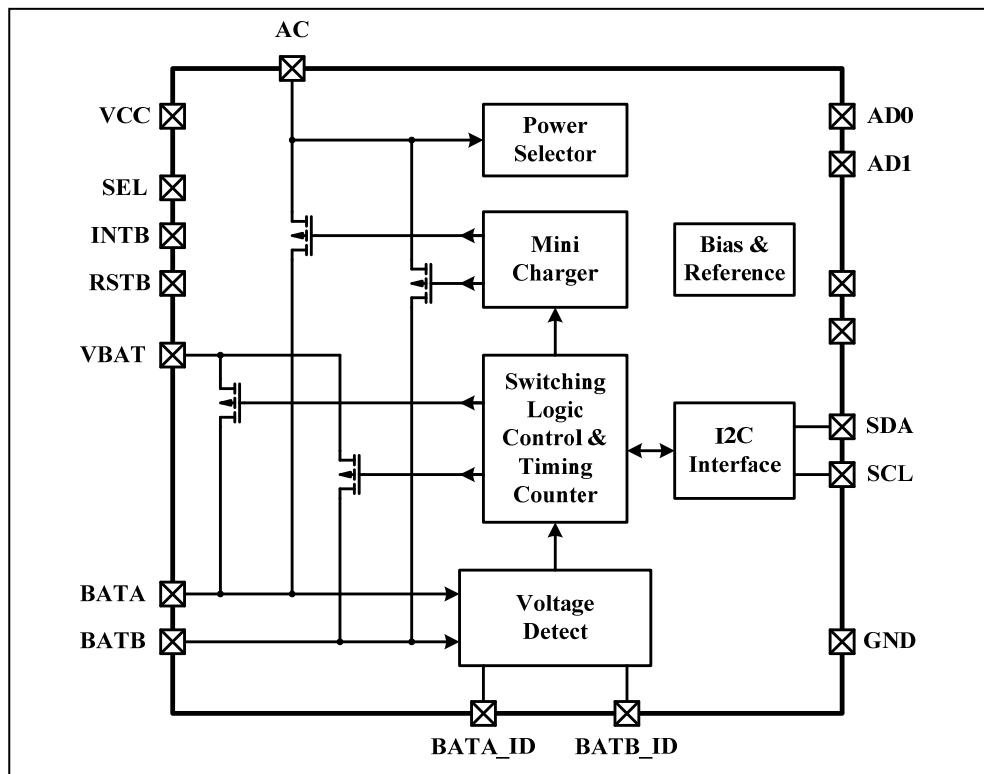 AC
VCC
SEL
INTB
RSTB
VBAT
BATA
BATB
Power
Selector
Mini
Charger
Bias &
Reference
Switching
Logic
Control &
Timing
Counter
I2C
Interface
Voltage
Detect
AD0
AD1
SDA
SCL
GND
BATA_ID
BATB_ID